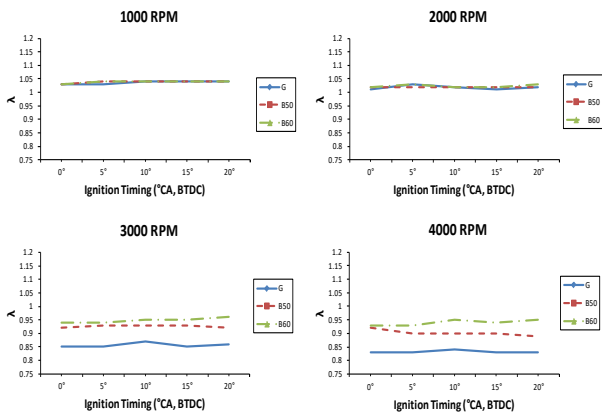 1000 RPM
1.2
1.15
1.1
1.05
1
0.95
0.9
0.85
0.8
0.75
λ
0° 5° 10° 15° 20°
Ignition Timing (°CA, BTDC)
G
B50
B60
2000 RPM
1.2
1.15
1.1
1.05
1
0.95
0.9
0.85
0.8
0.75
λ
0° 5° 10° 15° 20°
Ignition Timing (°CA, BTDC)
G
B50
B60
3000 RPM
1.2
1.15
1.1
1.05
1
0.95
0.9
0.85
0.8
0.75
λ
0° 5° 10° 15° 20°
Ignition Timing (°CA, BTDC)
G
B50
B60
4000 RPM
1.2
1.15
1.1
1.05
1
0.95
0.9
0.85
0.8
0.75
λ
0° 5° 10° 15° 20°
Ignition Timing (°CA, BTDC)
G
B50
B60